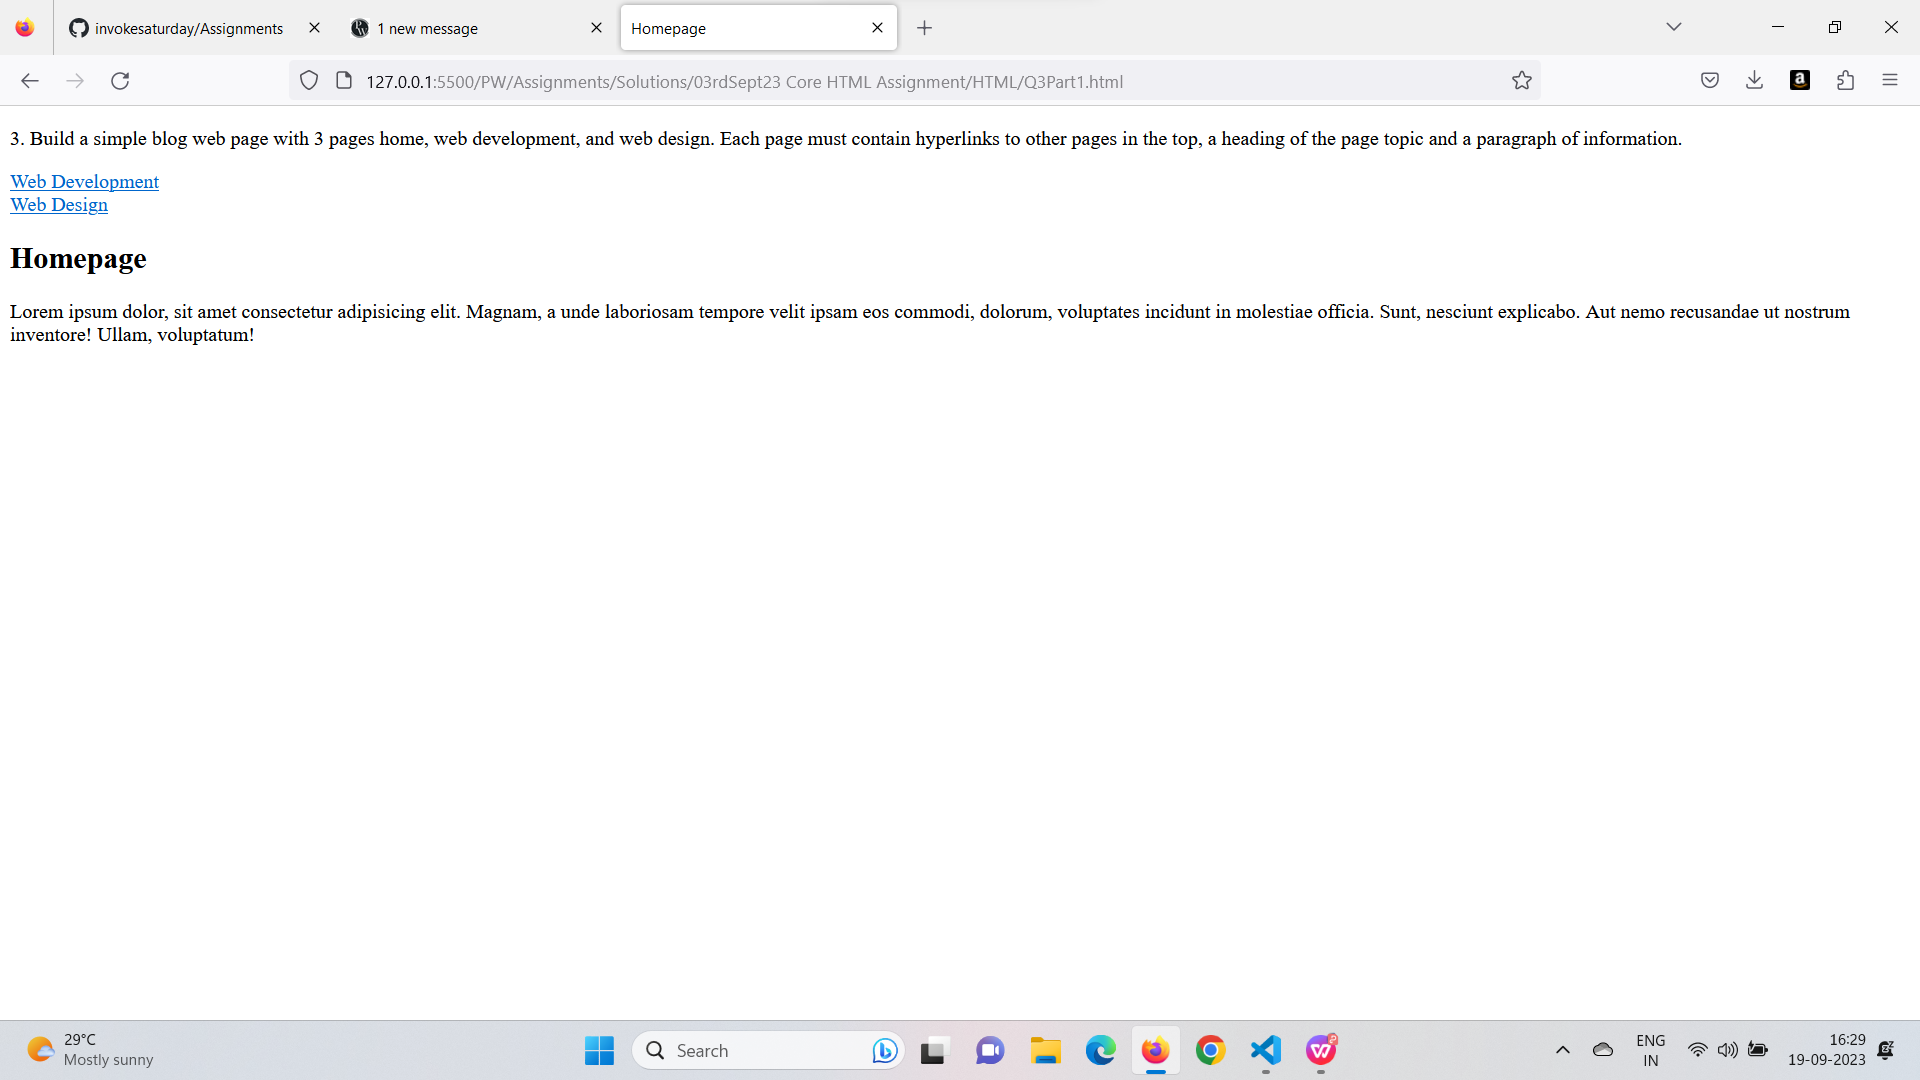 invokesaturday/Assignments
1 new message
Homepage
127.0.0.1:5500/PW/Assignments/Solutions/03rdSept23 Core HTML Assignment/HTML/Q3Part1.html
3. Build a simple blog web page with 3 pages home, web development, and web design. Each page must contain hyperlinks to other pages in the top, a heading of the page topic and a paragraph of information.
Web Development
Web Design
Homepage
Lorem ipsum dolor, sit amet consectetur adipisicing elit. Magnam, a unde laboriosam tempore velit ipsam eos commodi, dolorum, voluptates incidunt in molestiae officia. Sunt, nesciunt explicabo. Aut nemo recusandae ut nostrum
inventore! Ullam, voluptatum!
29°C
Mostly sunny
Search
ENG
IN
16:29
19-09-2023